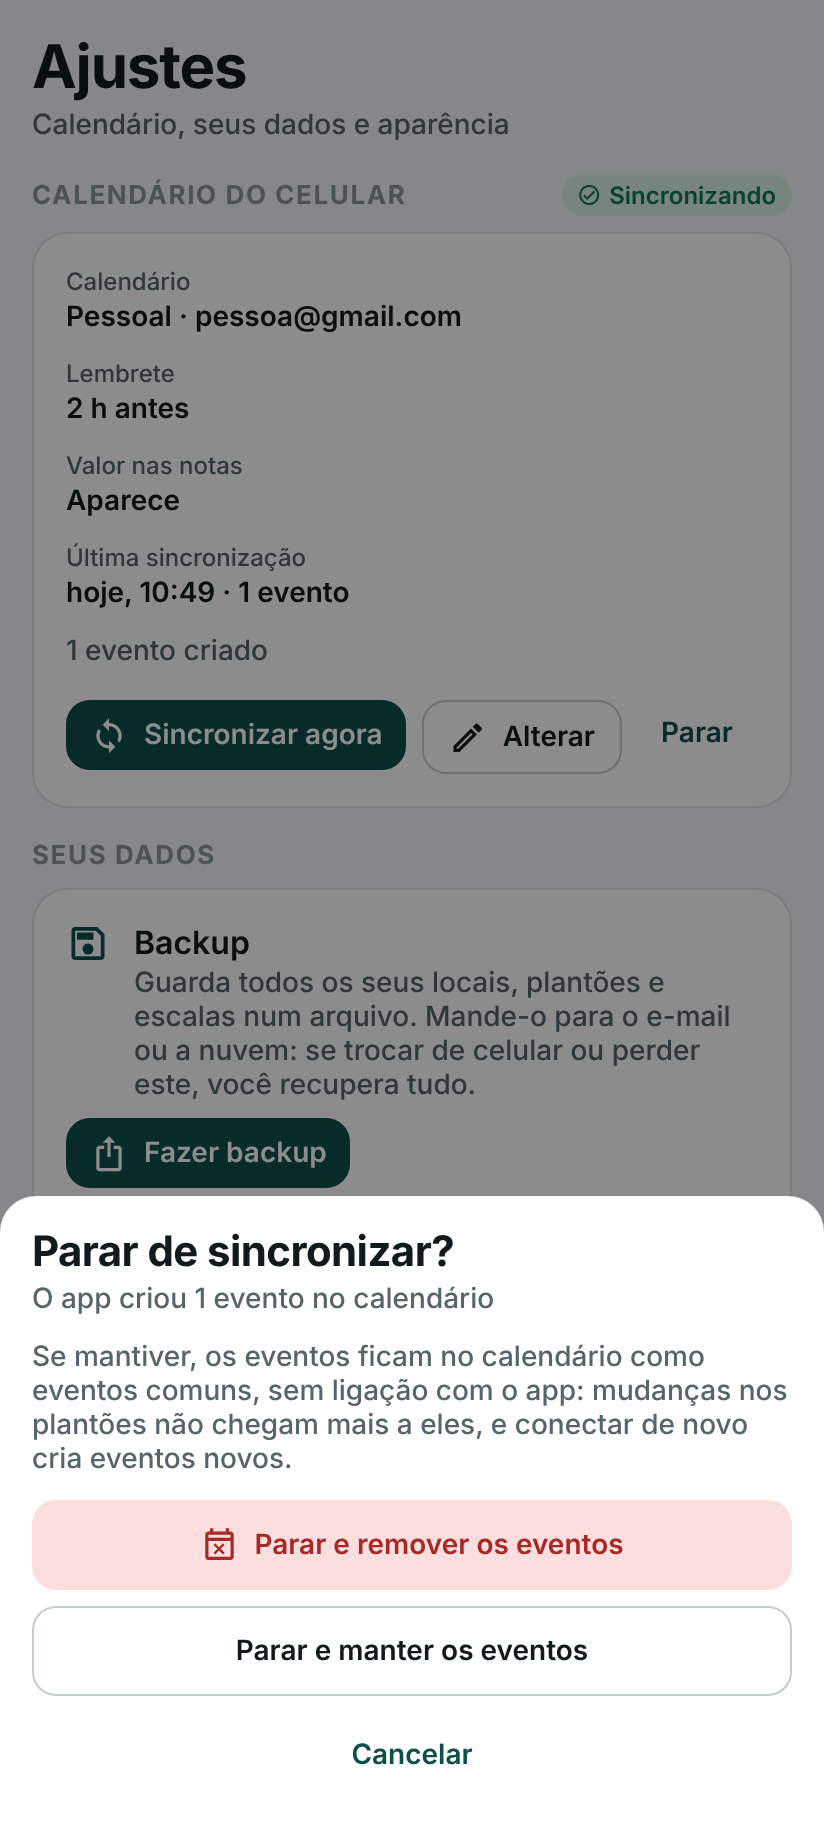 Ajustes
Calendário, seus dados e aparência
CALENDÁRIO DO CELULAR
Sincronizando
Calendário
Pessoal · pessoa@gmail.com
Lembrete
2 h antes
Valor nas notas
Aparece
Última sincronização
hoje, 10:49 · 1 evento
1 evento criado
Sincronizar agora
Alterar
Parar
SEUS DADOS
Backup
Guarda todos os seus locais, plantões e
escalas num arquivo. Mande-o para o e-mail
ou a nuvem: se trocar de celular ou perder
este, você recupera tudo.
Fazer backup
Parar de sincronizar?
O app criou 1 evento no calendário
Se mantiver, os eventos ficam no calendário como
eventos comuns, sem ligação com o app: mudanças nos
plantões não chegam mais a eles, e conectar de novo
cria eventos novos.
Parar e remover os eventos
Parar e manter os eventos
Cancelar